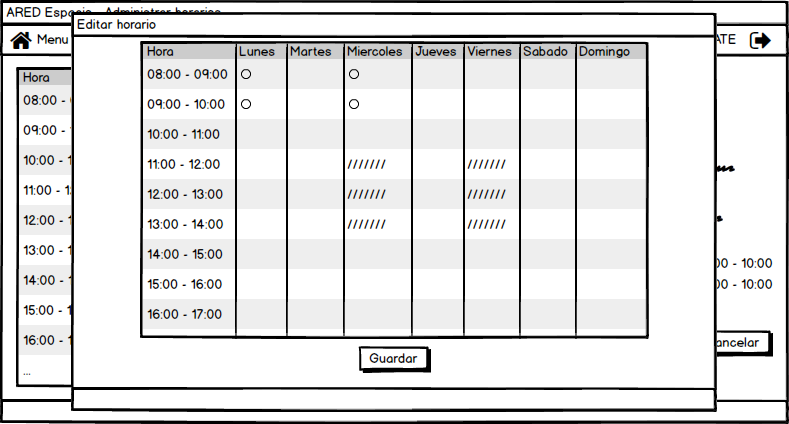 ARED Espacio - Administrar horarios
Editar horario
Menu
ATE
Hora
08:00 -
09:00 -
10:00 - 1
11:00 - 1
12:00 - 1
13:00 - 1
14:00 - 1
15:00 - 1
16:00 - 1
...
Hora Lunes Martes Miercoles Jueves Viernes Sabado Domingo
08:00 - 09:00 O O
09:00 - 10:00 O O
10:00 - 11:00
11:00 - 12:00 /////// ///////
12:00 - 13:00 /////// ///////
13:00 - 14:00 /////// ///////
14:00 - 15:00
15:00 - 16:00
16:00 - 17:00
00 - 10:00
00 - 10:00
Guardar
ancelar